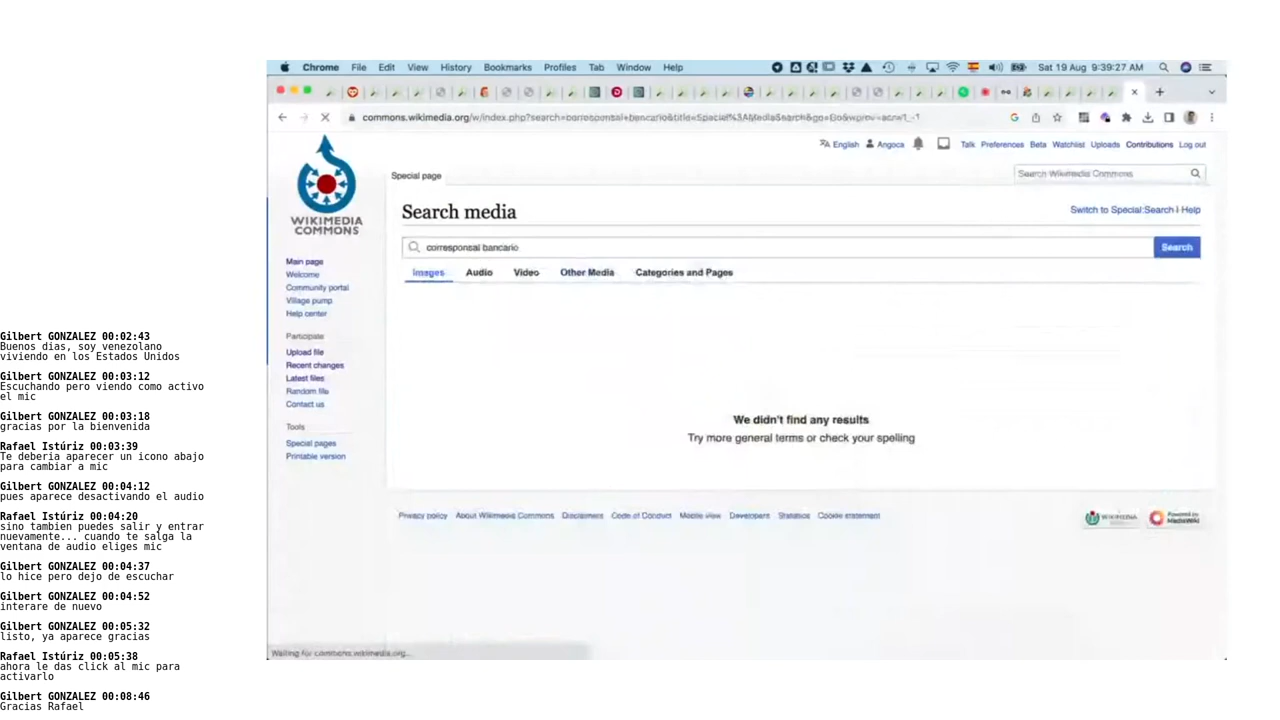 Gilbert GONZALEZ 00:02:43
Buenos dias, soy venezolano
viviendo en los Estados Unidos
Gilbert GONZALEZ 00:03:12
Escuchando pero viendo como activo
el mic
Gilbert GONZALEZ 00:03:18
gracias por la bienvenida
Rafael Istúriz 00:03:39
Te deberia aparecer un icono abajo
para cambiar a mic
Gilbert GONZALEZ 00:04:12
pues aparece desactivando el audio
Rafael Istúriz 00:04:20
sino tambien puedes salir y entrar
nuevamente... cuando te salga la
ventana de audio eliges mic
Gilbert GONZALEZ 00:04:37
lo hice pero dejo de escuchar
Gilbert GONZALEZ 00:04:52
interare de nuevo
Gilbert GONZALEZ 00:05:32
listo, ya aparece gracias
Rafael Istúriz 00:05:38
ahora le das click al mic para
activarlo
Gilbert GONZALEZ 00:08:46
Gracias Rafael
Chrome File Edit View History Bookmarks Profiles Tab Window Help Sat 19 Aug 9:39:27 AM
English Angoca Talk Preferences Beta Watchlist Uploads Contributions Log out
Special page
Search Wikimedia Commons
WIKIMEDIA
COMMONS
Search media
Switch to Special:Search | Help
corresponsal bancario
Search
Images Audio Video Other Media Categories and Pages
Main page
Welcome
Community portal
Village pump
Help center
Participate
Upload file
Recent changes
Latest files
Random file
Contact us
Tools
Special pages
Printable version
We didn't find any results
Try more general terms or check your spelling
Privacy policy About Wikimedia Commons Disclaimers Code of Conduct Mobile view Developers Statistics Cookie statement
WIKIMEDIA
Powered by
MediaWiki
Waiting for commons.wikimedia.org...